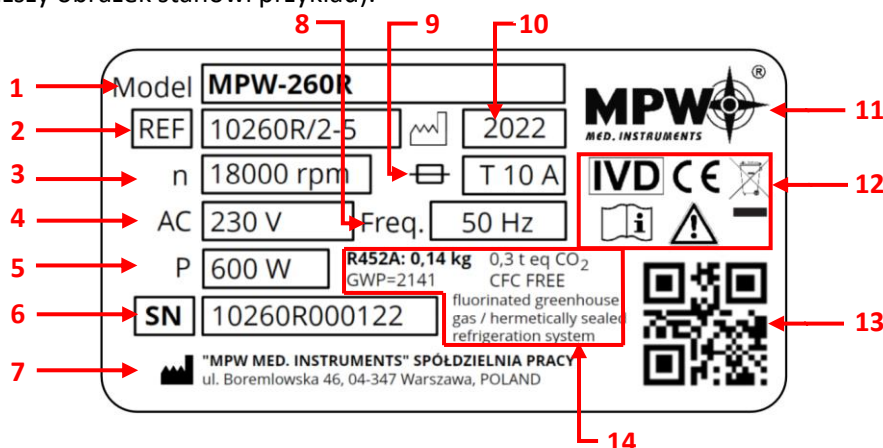 szy obrazek stanowi przykład).
8 9 10
1 Model MPW-260R
MPW ®
MED. INSTRUMENTS 11
2 REF 10260R/2-5 2022
3 n 18000 rpm T 10 A
IVD CE 12
4 AC 230 V Freq. 50 Hz
i
5 P 600 W R452A: 0,14 kg 0,3 t eq CO2
GWP=2141 CFC FREE
fluorinated greenhouse
gas / hermetically sealed
refrigeration system
6 SN 10260R000122
13
7 "MPW MED. INSTRUMENTS" SPÓŁDZIELNIA PRACY
ul. Boremlowska 46, 04-347 Warszawa, POLAND
14